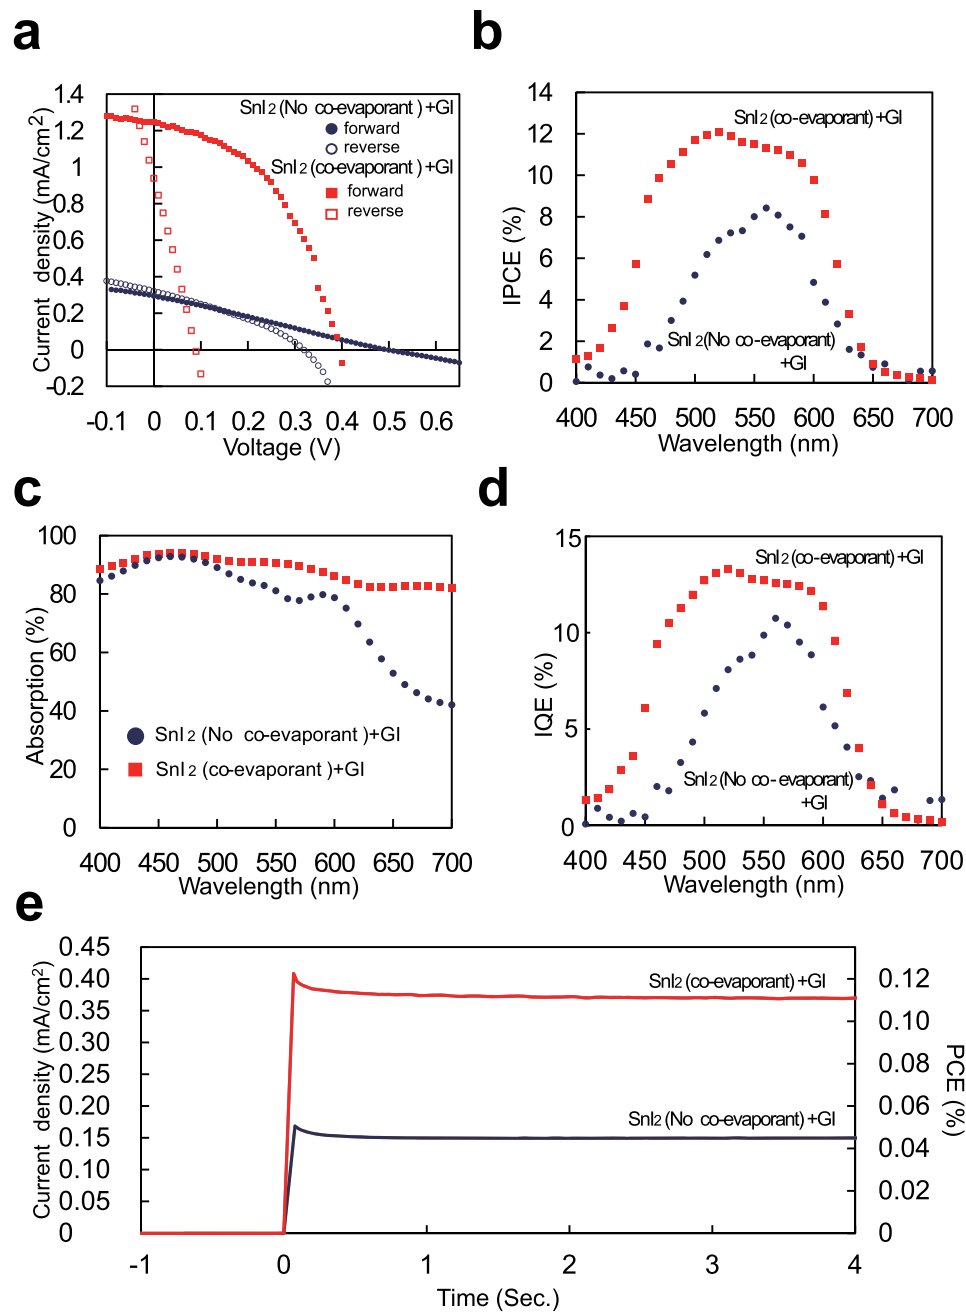 a
1.4
1.2
1
0.8
0.6
0.4
0.2
0
-0.2
-0.1 0 0.1 0.2 0.3 0.4 0.5 0.6
Current density (mA/cm2)
Voltage (V)
SnI2 (No co-evaporant) +GI
forward
reverse
SnI2 (co-evaporant) +GI
forward
reverse
b
14
12
10
8
6
4
2
0
400 450 500 550 600 650 700
IPCE (%)
Wavelength (nm)
SnI2 (co-evaporant) +GI
SnI2(No co-evaporant)
+GI
c
100
80
60
40
20
0
400 450 500 550 600 650 700
Absorption (%)
Wavelength (nm)
SnI2 (No co-evaporant )+GI
SnI2 (co-evaporant )+GI
d
15
10
5
0
400 450 500 550 600 650 700
IQE (%)
Wavelength (nm)
SnI2 (co-evaporant) +GI
SnI2 (No co-evaporant)
+GI
e
0.45
0.40
0.35
0.30
0.25
0.20
0.15
0.10
0.05
0
-1 0 1 2 3 4
Current density (mA/cm2)
Time (Sec.)
0.12
0.10
0.08
0.06
0.04
0.02
0
PCE (%)
SnI2 (co-evaporant) +GI
SnI2 (No co-evaporant) +GI